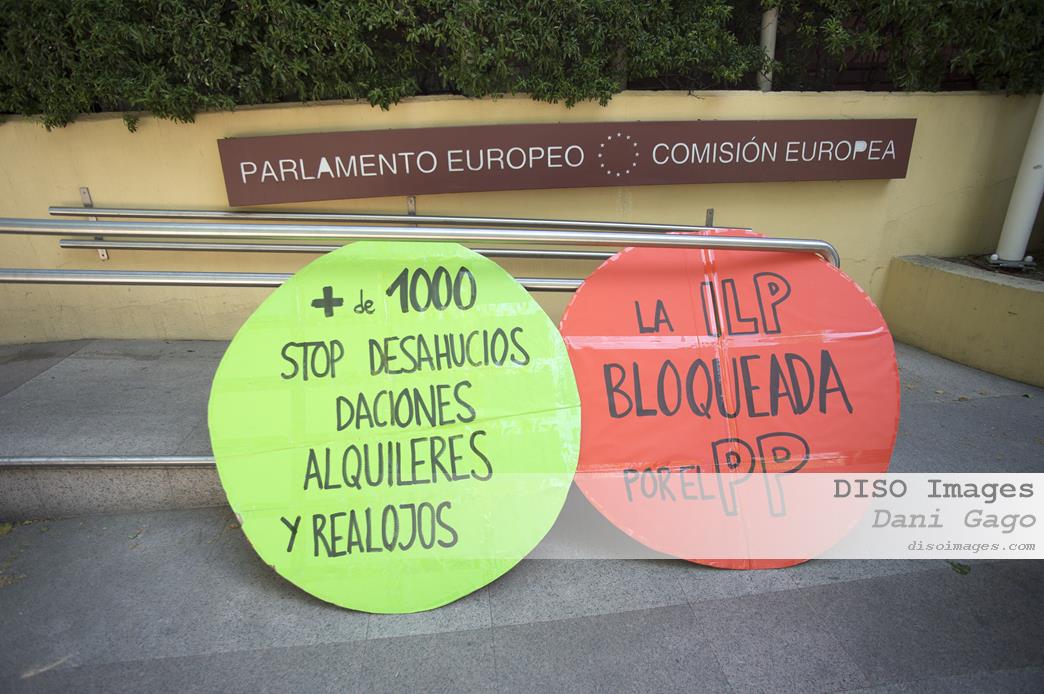 PARLAMENTO EUROPEO COMISIÓN EUROPEA
+ de 1000
STOP DESAHUCIOS
DACIONES
ALQUILERES
Y REALOJOS
LA ILP
BLOQUEADA
POR EL PP
DISO Images
Dani Gago
disoimages.com